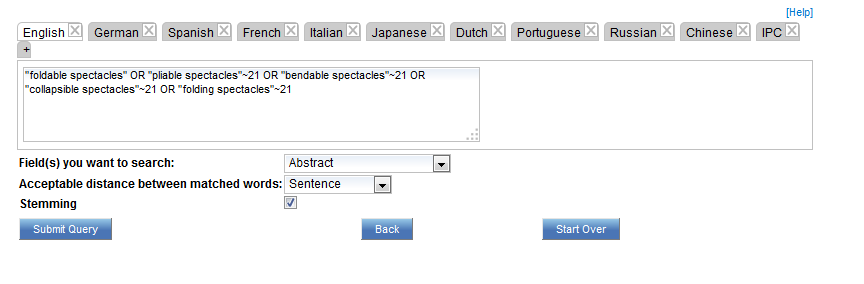 [Help]
English German Spanish French Italian Japanese Dutch Portuguese Russian Chinese IPC
+
"foldable spectacles" OR "pliable spectacles"~21 OR "bendable spectacles"~21 OR
"collapsible spectacles"~21 OR "folding spectacles"~21
Field(s) you want to search: Abstract
Acceptable distance between matched words: Sentence
Stemming
Submit Query Back Start Over